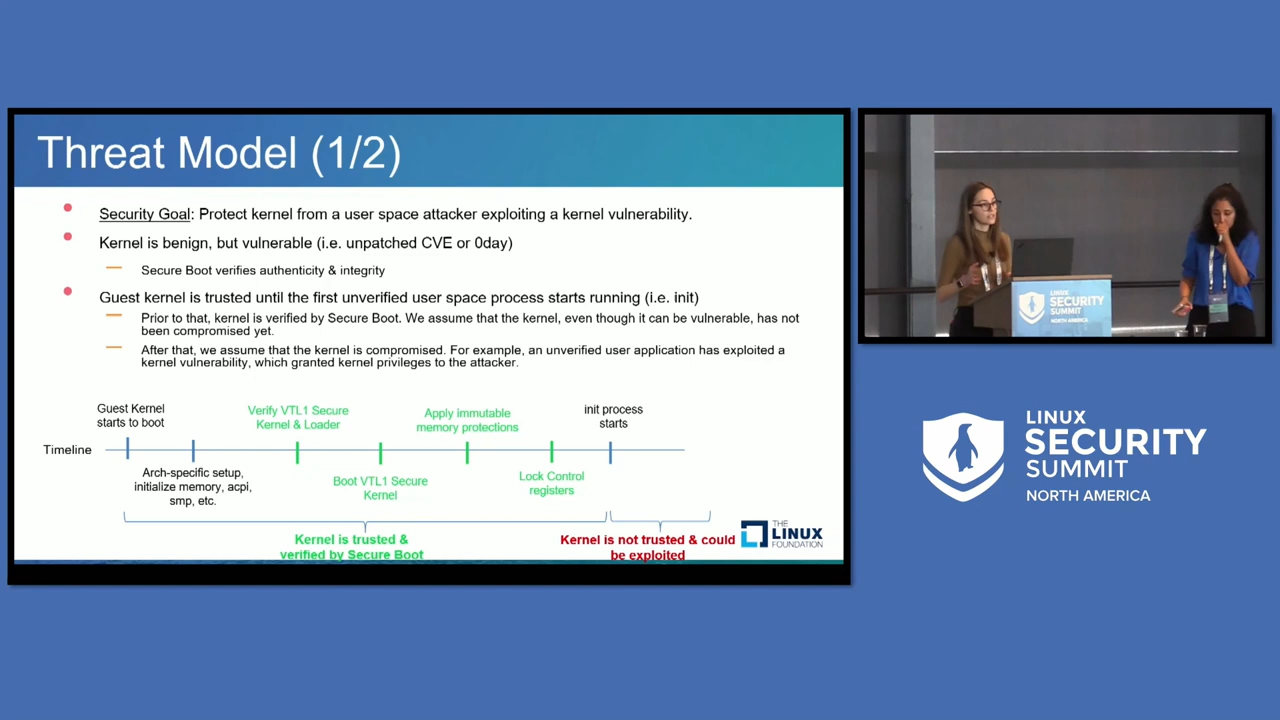 Threat Model (1/2)
Security Goal: Protect kernel from a user space attacker exploiting a kernel vulnerability.
Kernel is benign, but vulnerable (i.e. unpatched CVE or 0day)
Secure Boot verifies authenticity & integrity
Guest kernel is trusted until the first unverified user space process starts running (i.e. init)
Prior to that, kernel is verified by Secure Boot. We assume that the kernel, even though it can be vulnerable, has not
been compromised yet.
After that, we assume that the kernel is compromised. For example, an unverified user application has exploited a
kernel vulnerability, which granted kernel privileges to the attacker.
Guest Kernel
starts to boot
Verify VTL1 Secure
Kernel & Loader
Apply immutable
memory protections
init process
starts
Timeline
Arch-specific setup,
initialize memory, acpi,
smp, etc.
Boot VTL1 Secure
Kernel
Lock Control
registers
Kernel is trusted &
verified by Secure Boot
Kernel is not trusted & could
be exploited
THE
LINUX
FOUNDATION
LINUX
SECURITY
SUMMIT
NORTH AMERICA
LINUX
SECURITY
SUMMIT
NORTH AMERICA